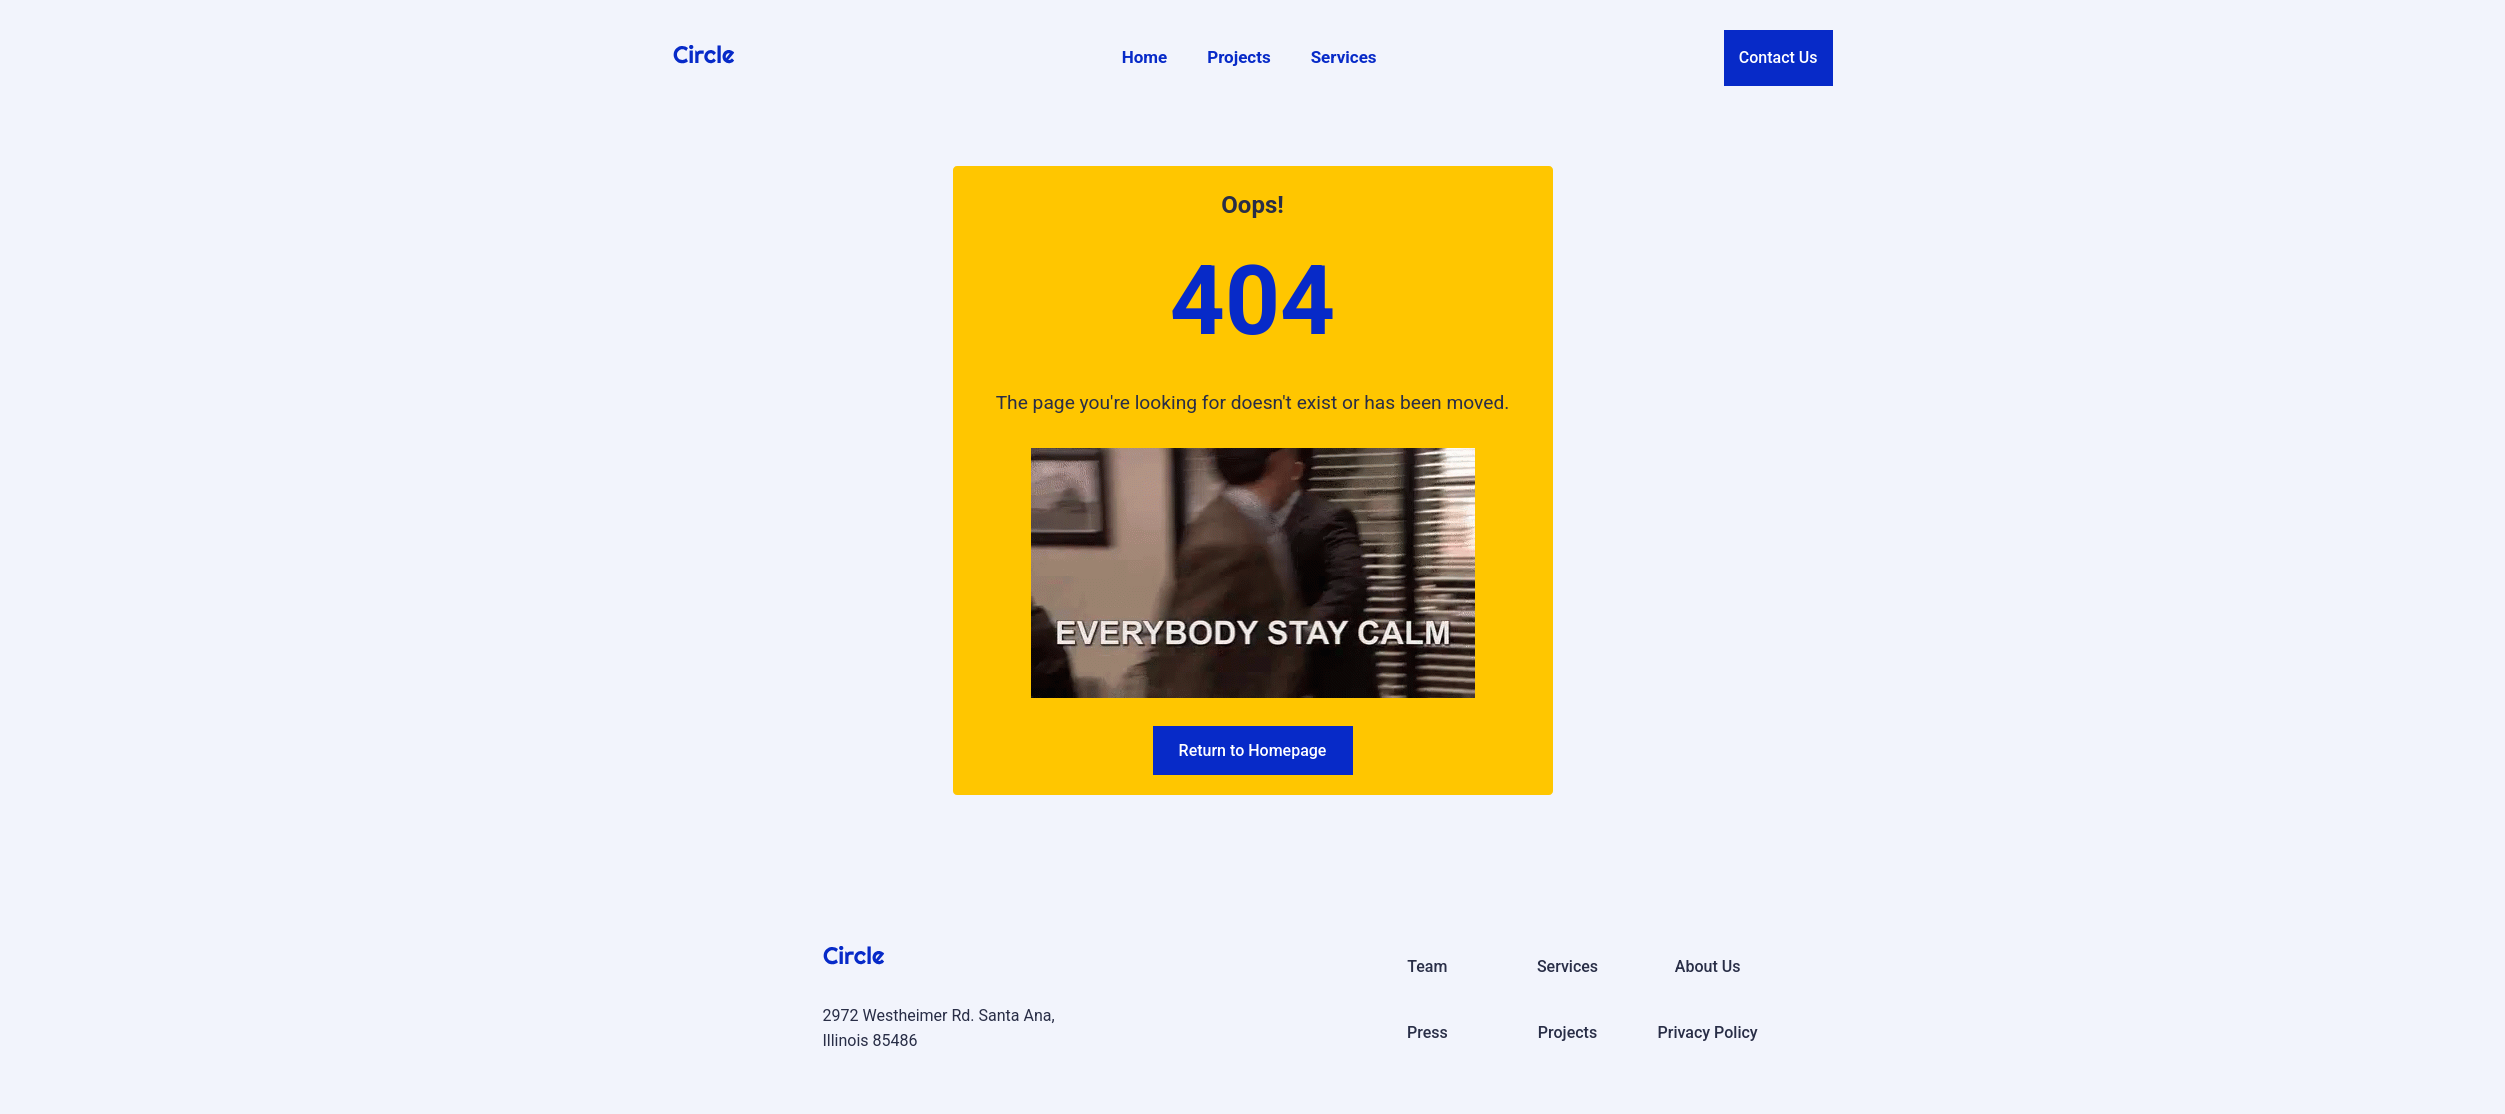 Circle
Home Projects Services
Contact Us
Oops!
404
The page you're looking for doesn't exist or has been moved.
EVERYBODY STAY CALM
Return to Homepage
Circle
2972 Westheimer Rd. Santa Ana,
Illinois 85486
Team Services About Us
Press Projects Privacy Policy